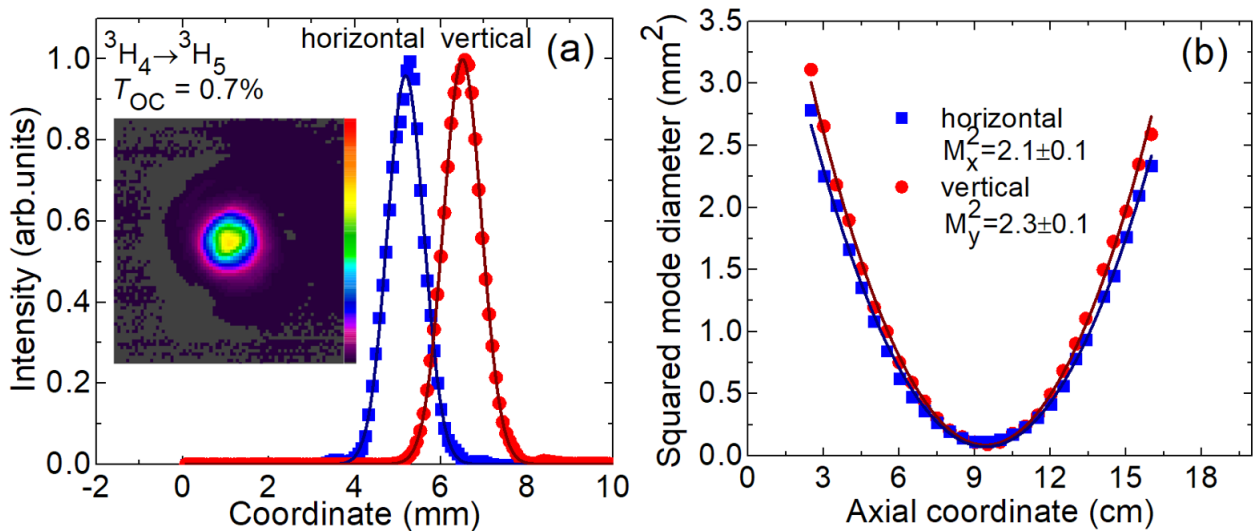 (a)
³H₄→³H₅
T_OC = 0.7%
horizontal vertical
Intensity (arb.units)
1.0
0.8
0.6
0.4
0.2
0.0
-2 0 2 4 6 8 10
Coordinate (mm)
(b)
horizontal
M²ₓ=2.1±0.1
vertical
M²ᵧ=2.3±0.1
Squared mode diameter (mm²)
3.5
3.0
2.5
2.0
1.5
1.0
0.5
0.0
0 3 6 9 12 15 18
Axial coordinate (cm)